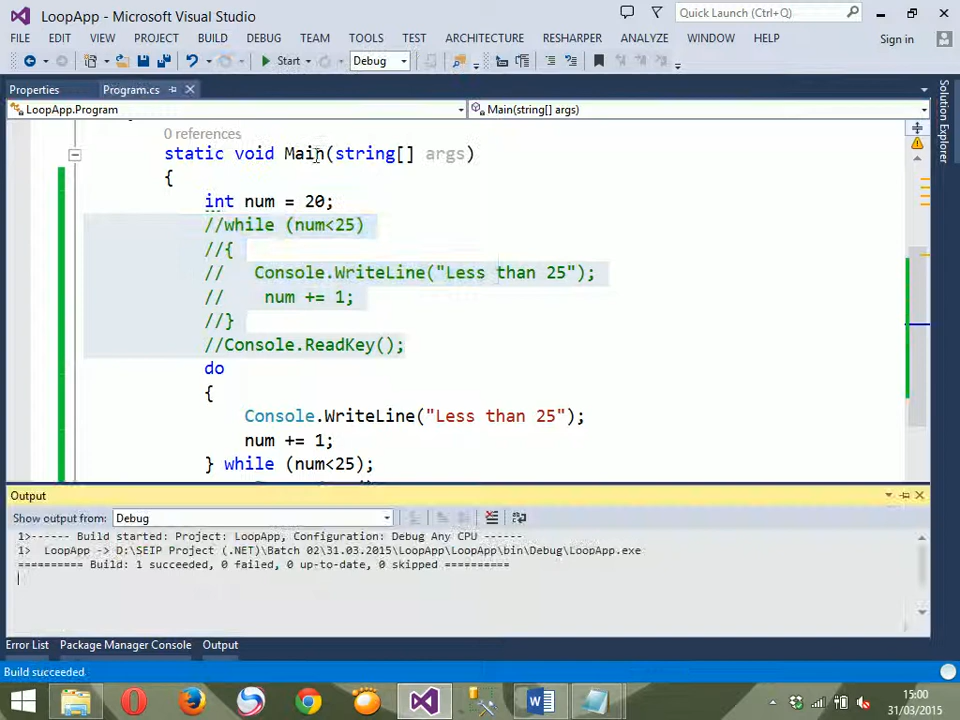 LoopApp - Microsoft Visual Studio
Quick Launch (Ctrl+Q)
FILE EDIT VIEW PROJECT BUILD DEBUG TEAM TOOLS TEST ARCHITECTURE RESHARPER ANALYZE WINDOW HELP Sign in
Start Debug
Properties Program.cs
LoopApp.Program Main(string[] args)
Solution Explorer
0 references
static void Main(string[] args)
{
int num = 20;
//while (num<25)
//{
//   Console.WriteLine("Less than 25");
//    num += 1;
//}
//Console.ReadKey();
do
{
Console.WriteLine("Less than 25");
num += 1;
} while (num<25);
Output
Show output from: Debug
1>------ Build started: Project: LoopApp, Configuration: Debug Any CPU ------
1>  LoopApp -> D:\SEIP Project (.NET)\Batch 02\31.03.2015\LoopApp\LoopApp\bin\Debug\LoopApp.exe
========== Build: 1 succeeded, 0 failed, 0 up-to-date, 0 skipped ==========
Error List Package Manager Console Output
Build succeeded
15:00
31/03/2015